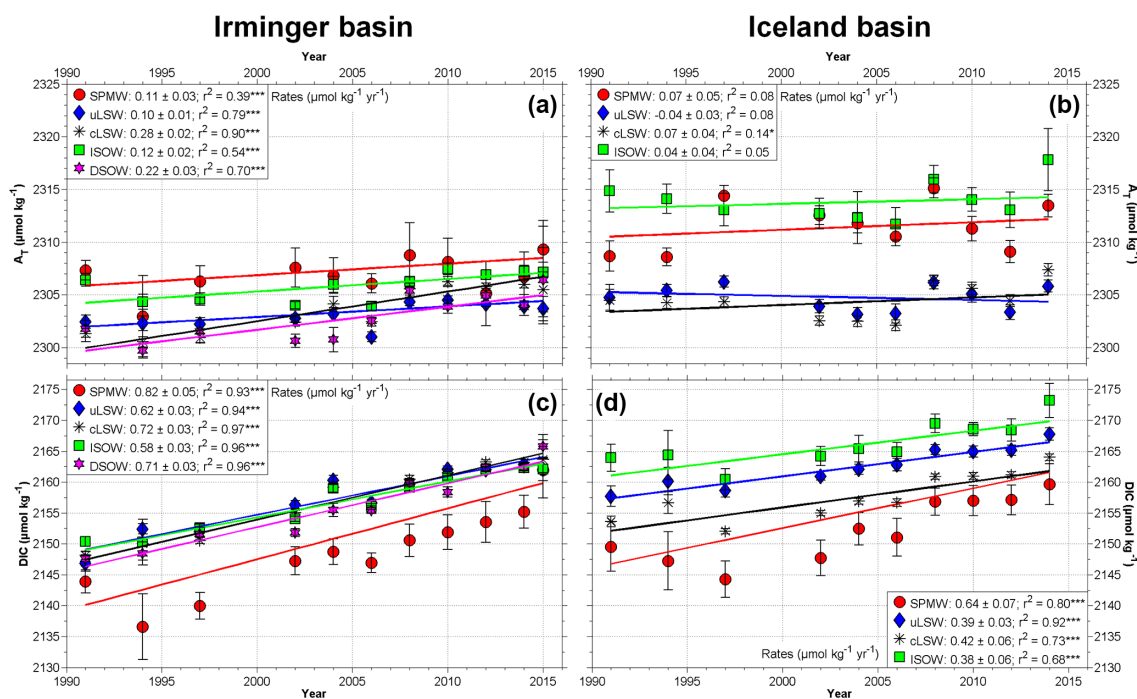 Irminger basin Iceland basin
Year Year
1990 1995 2000 2005 2010 2015 1990 1995 2000 2005 2010 2015
(a)
SPMW: 0.11 ± 0.03; r² = 0.39*** Rates (µmol kg⁻¹ yr⁻¹)
uLSW: 0.10 ± 0.01; r² = 0.79***
cLSW: 0.28 ± 0.02; r² = 0.90***
ISOW: 0.12 ± 0.02; r² = 0.54***
DSOW: 0.22 ± 0.03; r² = 0.70***
A_T (µmol kg⁻¹)
2325
2320
2315
2310
2305
2300
(b)
SPMW: 0.07 ± 0.05; r² = 0.08 Rates (µmol kg⁻¹ yr⁻¹)
uLSW: -0.04 ± 0.03; r² = 0.08
cLSW: 0.07 ± 0.04; r² = 0.14*
ISOW: 0.04 ± 0.04; r² = 0.05
2325
2320
2315
2310
2305
2300
A_T (µmol kg⁻¹)
(c)
SPMW: 0.82 ± 0.05; r² = 0.93*** Rates (µmol kg⁻¹ yr⁻¹)
uLSW: 0.62 ± 0.03; r² = 0.94***
cLSW: 0.72 ± 0.03; r² = 0.97***
ISOW: 0.58 ± 0.03; r² = 0.96***
DSOW: 0.71 ± 0.03; r² = 0.96***
DIC (µmol kg⁻¹)
2175
2170
2165
2160
2155
2150
2145
2140
2135
2130
(d)
2175
2170
2165
2160
2155
2150
2145
2140
2135
2130
DIC (µmol kg⁻¹)
SPMW: 0.64 ± 0.07; r² = 0.80***
uLSW: 0.39 ± 0.03; r² = 0.92***
cLSW: 0.42 ± 0.06; r² = 0.73***
Rates (µmol kg⁻¹ yr⁻¹) ISOW: 0.38 ± 0.06; r² = 0.68***
1990 1995 2000 2005 2010 2015 1990 1995 2000 2005 2010 2015
Year Year